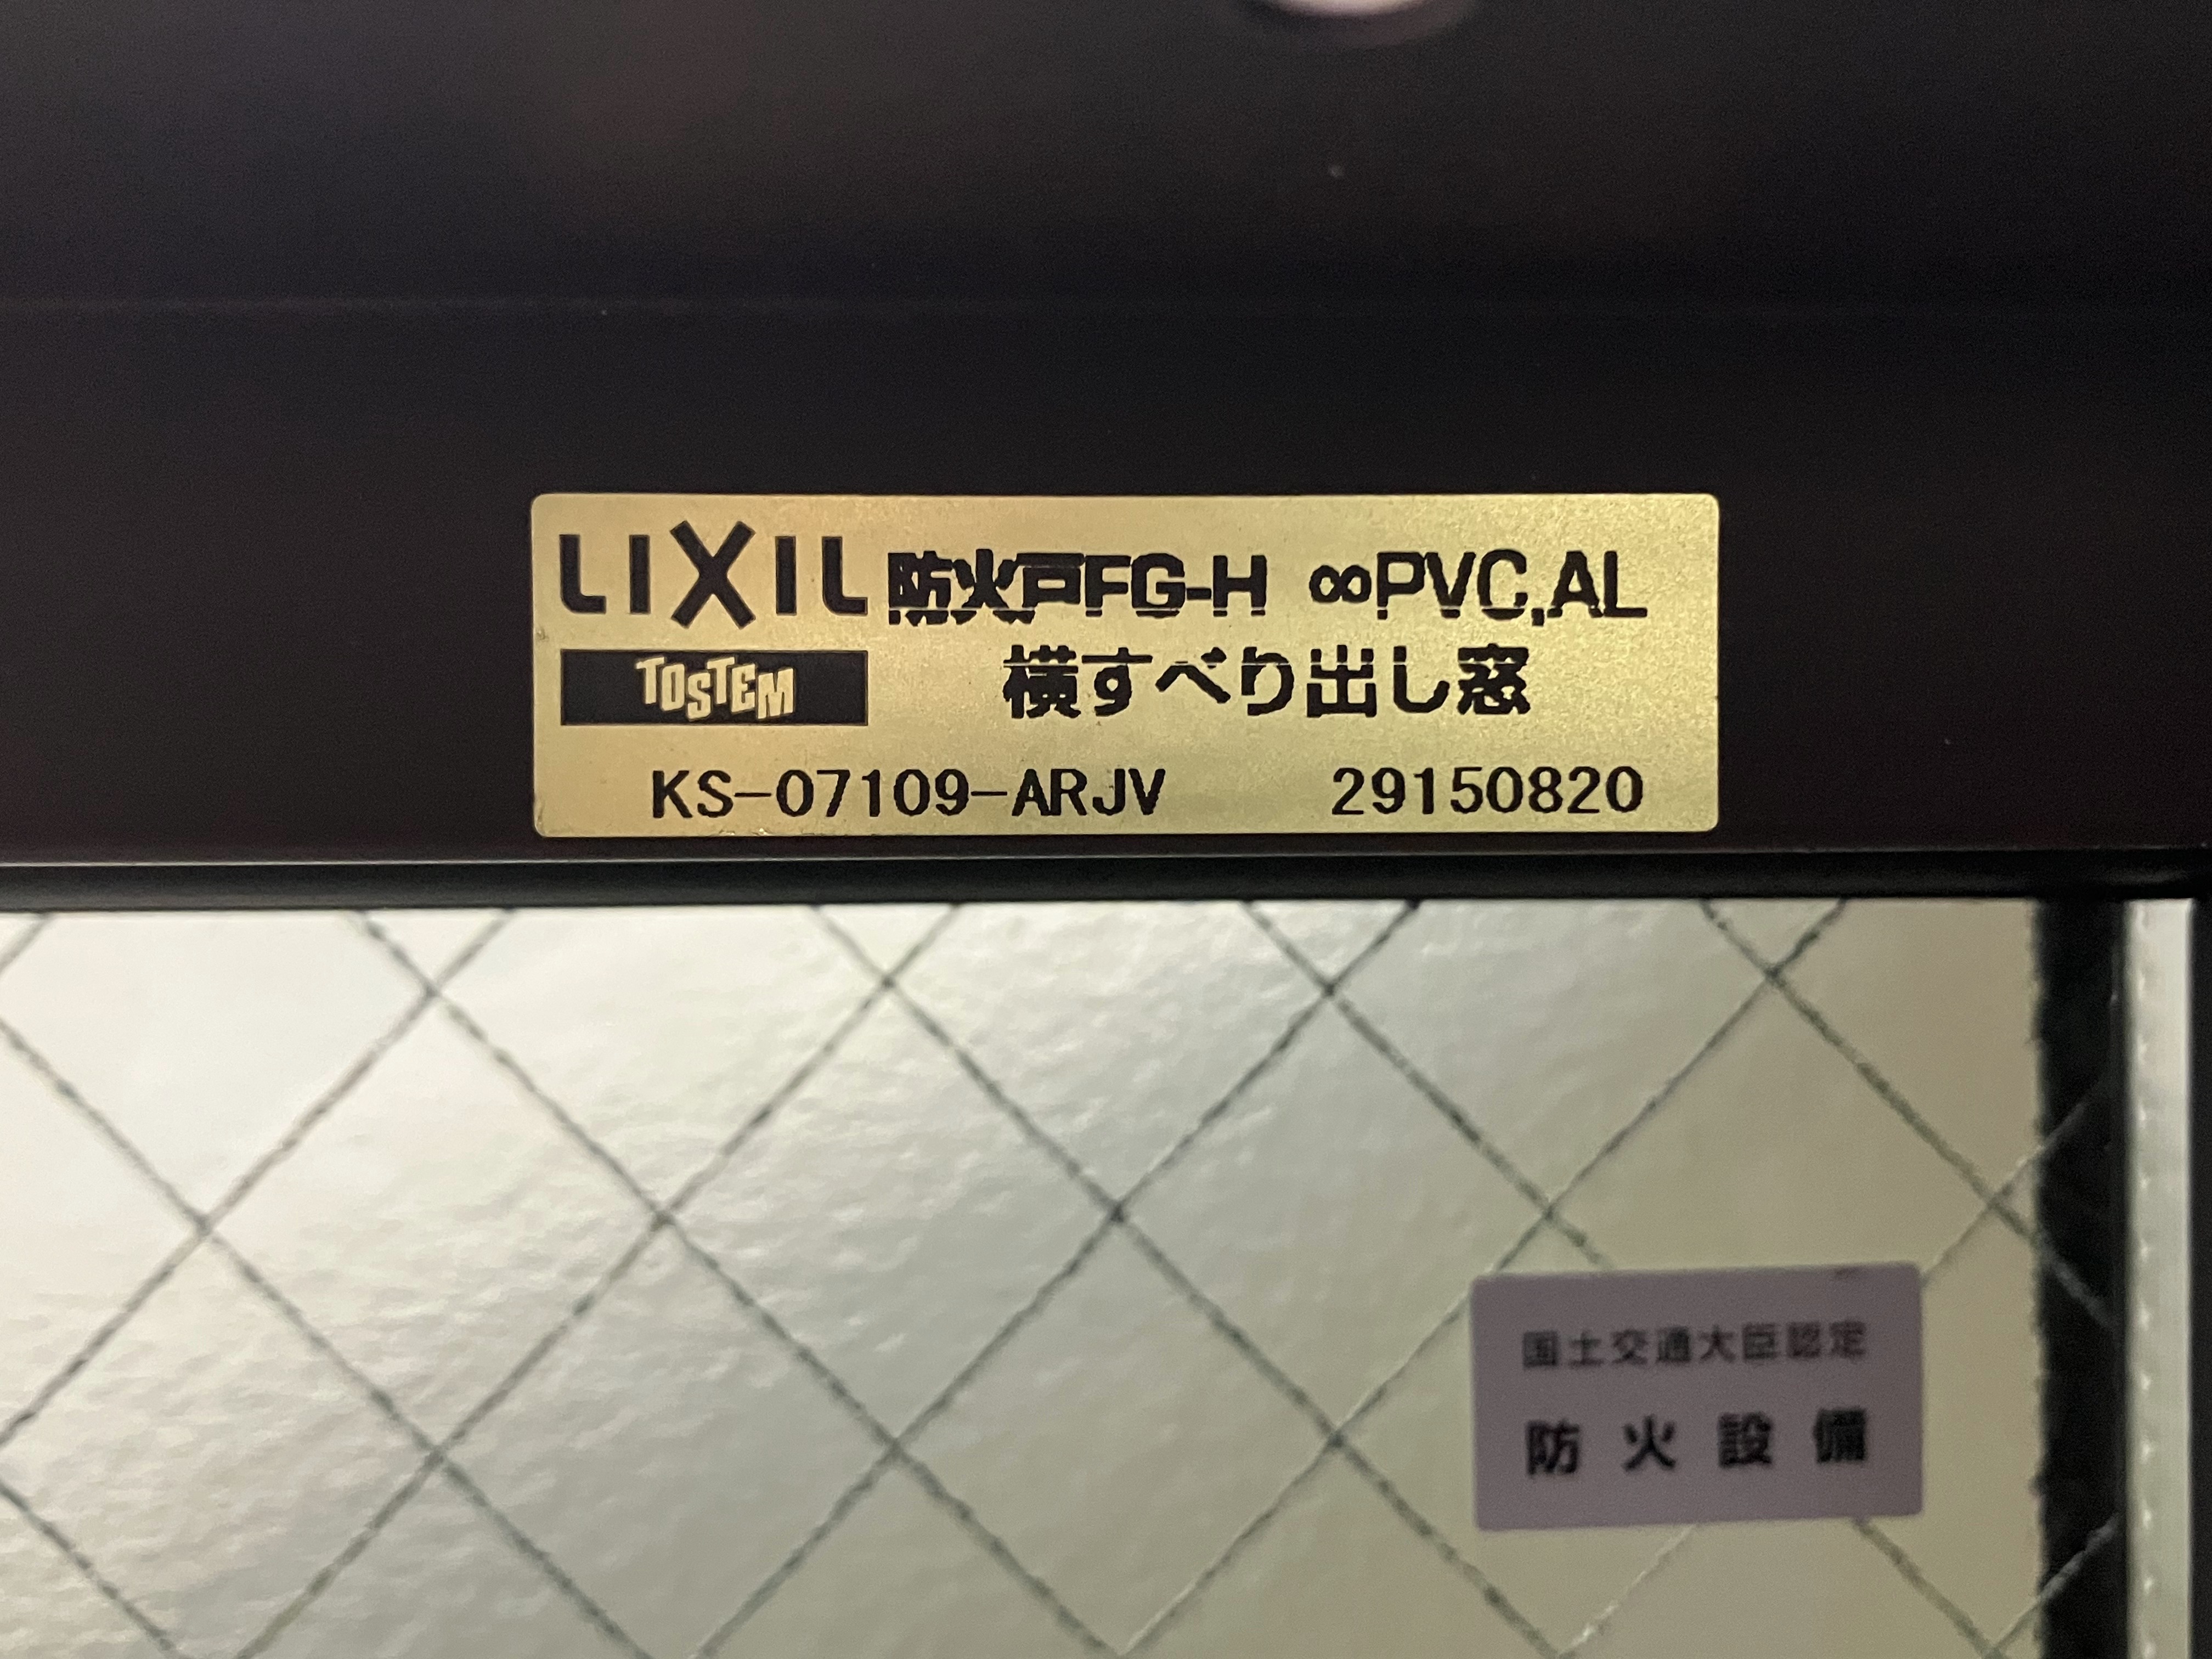 LIXIL 防火戸FG-H ∞PVC,AL
TOSTEM 横すべり出し窓
KS-07109-ARJV 29150820
国土交通大臣認定
防火設備